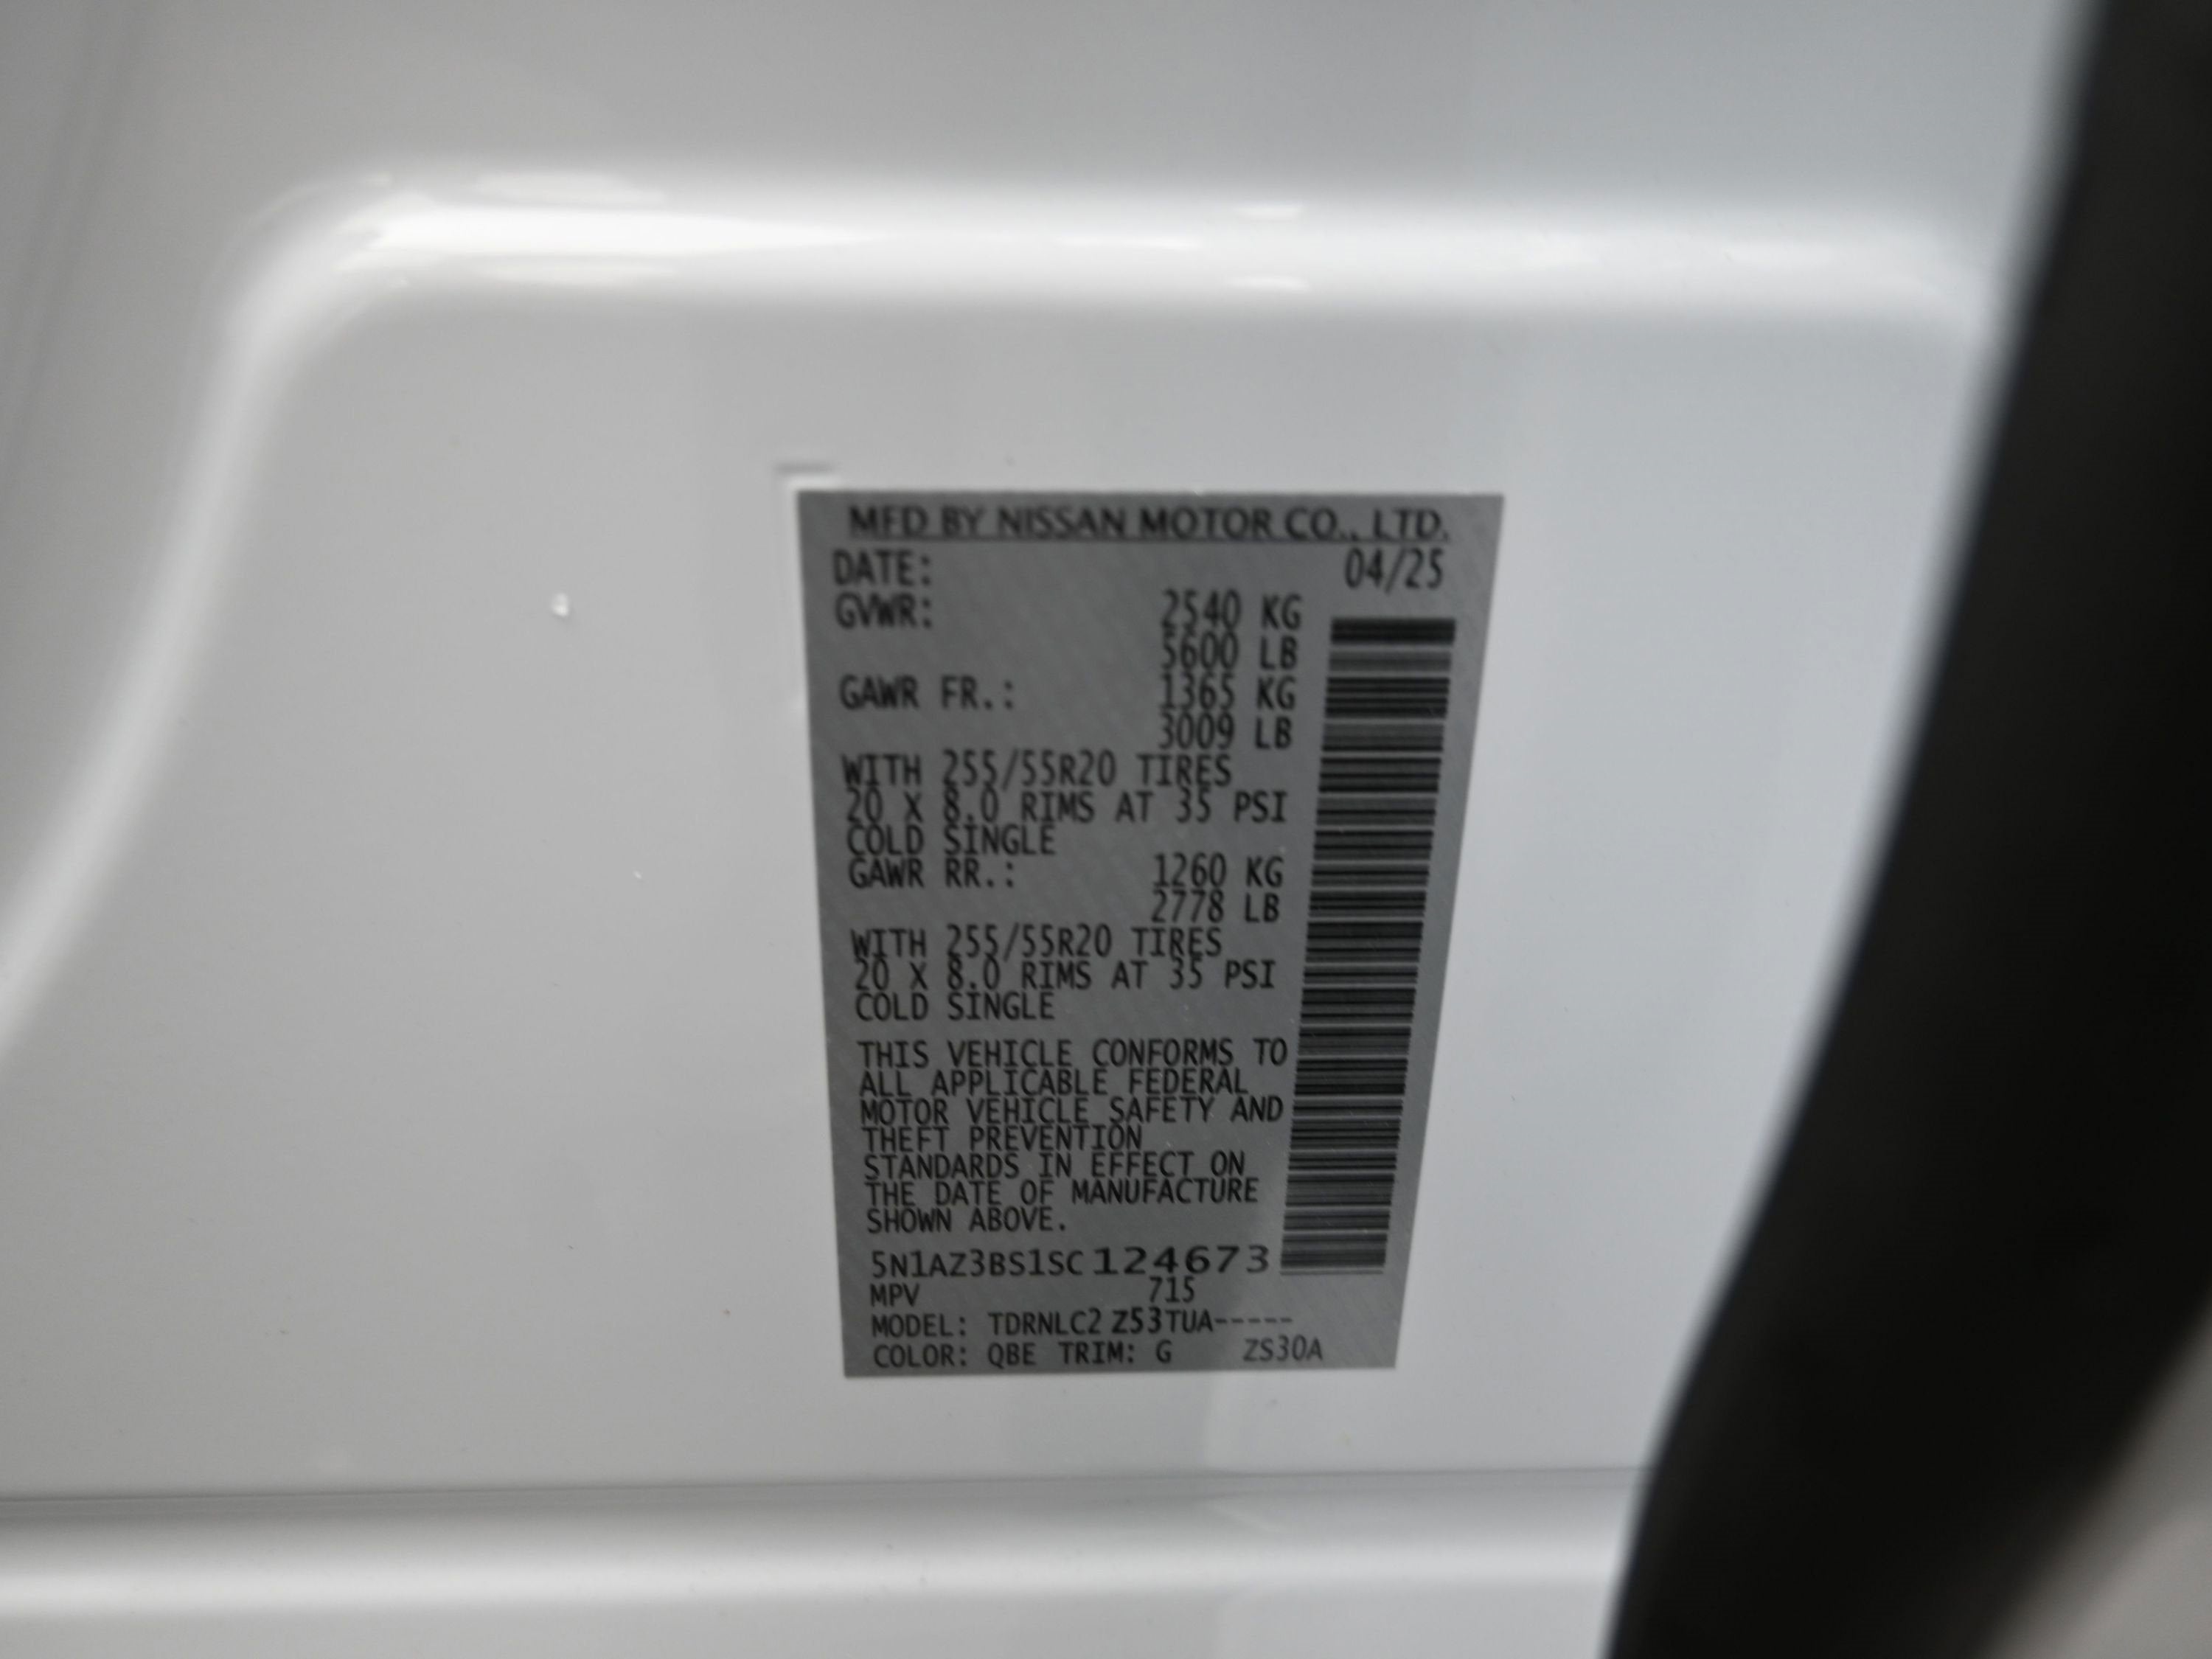 MFD BY NISSAN MOTOR CO., LTD.
DATE: 04/25
GVWR: 2540 KG
5600 LB
GAWR FR.: 1365 KG
3009 LB
WITH 255/55R20 TIRES
20 X 8.0 RIMS AT 35 PSI
COLD SINGLE
GAWR RR.: 1260 KG
2778 LB
WITH 255/55R20 TIRES
20 X 8.0 RIMS AT 35 PSI
COLD SINGLE
THIS VEHICLE CONFORMS TO
ALL APPLICABLE FEDERAL
MOTOR VEHICLE SAFETY AND
THEFT PREVENTION
STANDARDS IN EFFECT ON
THE DATE OF MANUFACTURE
SHOWN ABOVE.
5N1AZ3BS1SC124673
MPV 715
MODEL: TDRNLC2 Z53TUA-----
COLOR: QBE TRIM: G ZS30A